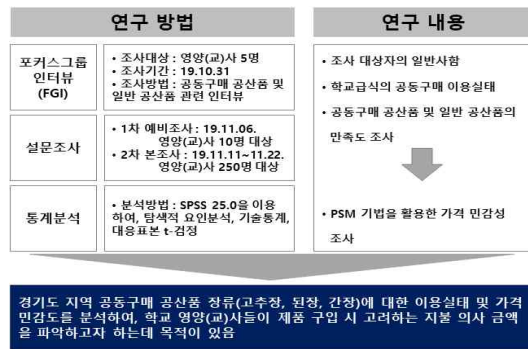 연구 방법
포커스그룹
인터뷰
(FGI)
• 조사대상 : 영양(교)사 5명
• 조사기간 : 19.10.31
• 조사방법 : 공동구매 공산품 및
일반 공산품 관련 인터뷰
설문조사
• 1차 예비조사 : 19.11.06.
영양(교)사 10명 대상
• 2차 본조사 : 19.11.11~11.22.
영양(교)사 250명 대상
통계분석
• 분석방법 : SPSS 25.0을 이용
하여, 탐색적 요인분석, 기술통계,
대응표본 t-검정
연구 내용
• 조사 대상자의 일반사항
• 학교급식의 공동구매 이용실태
• 공동구매 공산품 및 일반 공산품의
만족도 조사
• PSM 기법을 활용한 가격 민감성
조사
경기도 지역 공동구매 공산품 장류(고추장, 된장, 간장)에 대한 이용실태 및 가격
민감도를 분석하여, 학교 영양(교)사들이 제품 구입 시 고려하는 지불 의사 금액
을 파악하고자 하는데 목적이 있음